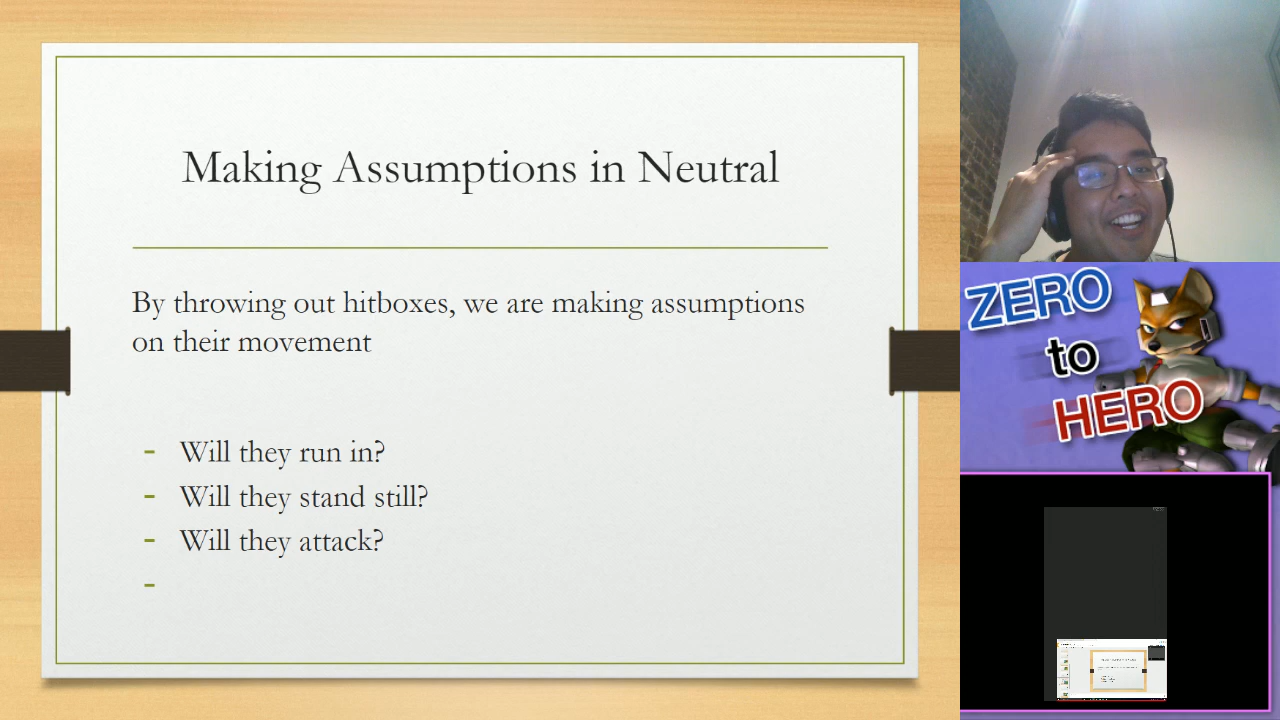 Making Assumptions in Neutral
By throwing out hitboxes, we are making assumptions
on their movement
- Will they run in?
- Will they stand still?
- Will they attack?
-
ZERO
to
HERO